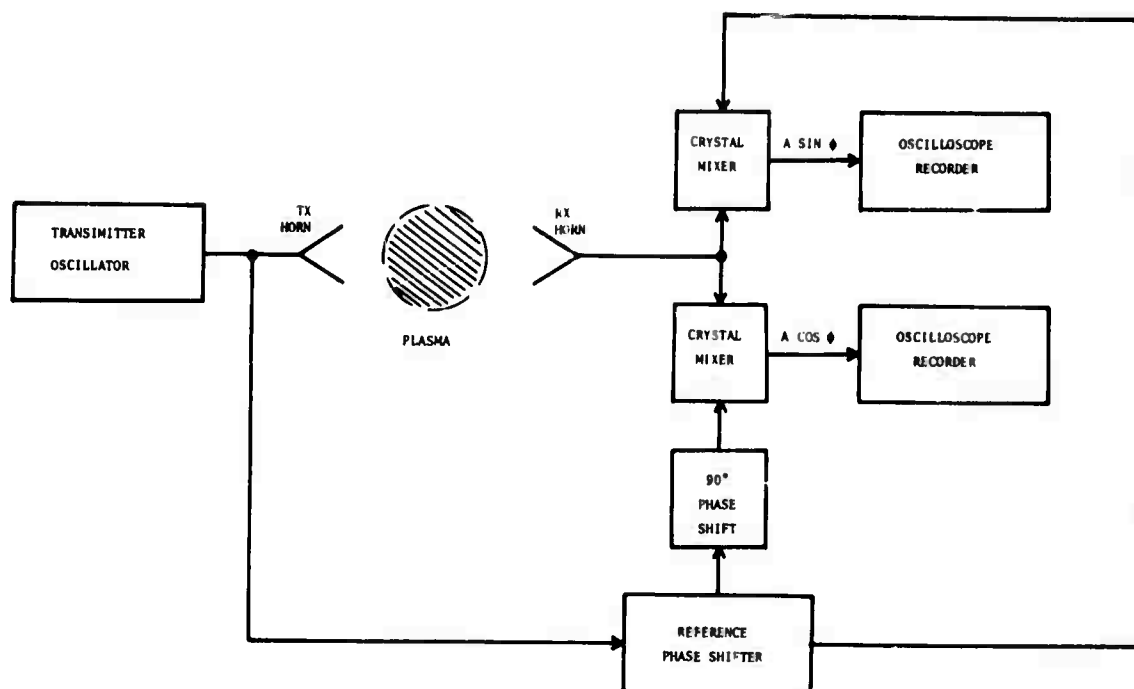 CRYSTAL
MIXER
A SIN ϕ
OSCILLOSCOPE
RECORDER
TX
HORN
RX
HORN
TRANSIMITTER
OSCILLATOR
PLASMA
CRYSTAL
MIXER
A COS ϕ
OSCILLOSCOPE
RECORDER
90°
PHASE
SHIFT
REFERENCE
PHASE SHIFTER